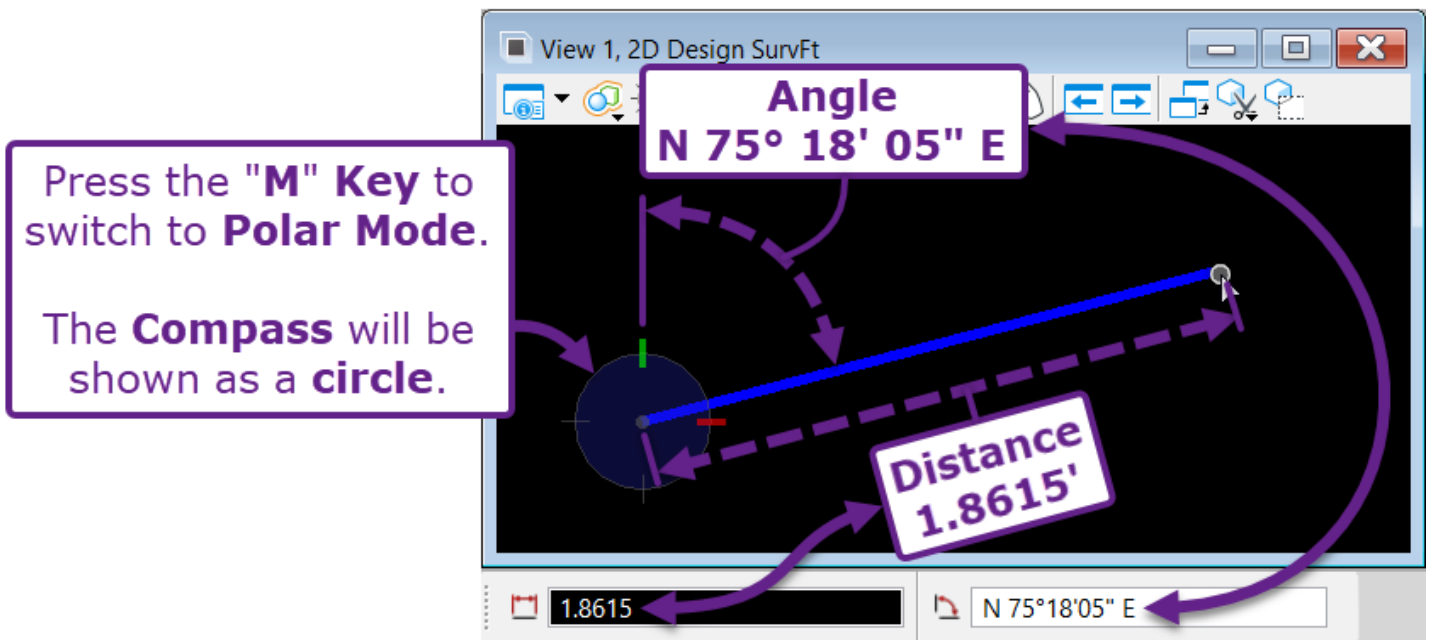 View 1, 2D Design SurvFt
Angle
N 75° 18' 05" E
Press the "M" Key to
switch to Polar Mode.
The Compass will be
shown as a circle.
Distance
1.8615'
1.8615
N 75°18'05" E